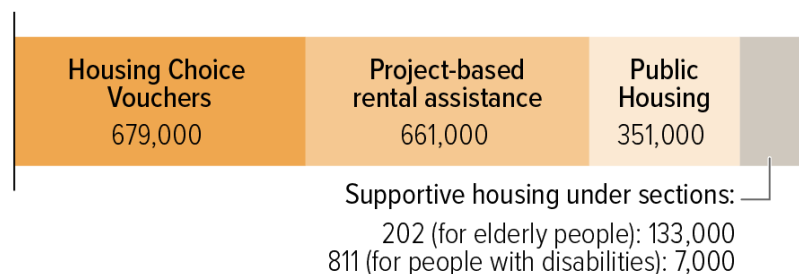 Housing Choice
Vouchers
679,000
Project-based
rental assistance
661,000
Public
Housing
351,000
Supportive housing under sections:
202 (for elderly people): 133,000
811 (for people with disabilities): 7,000